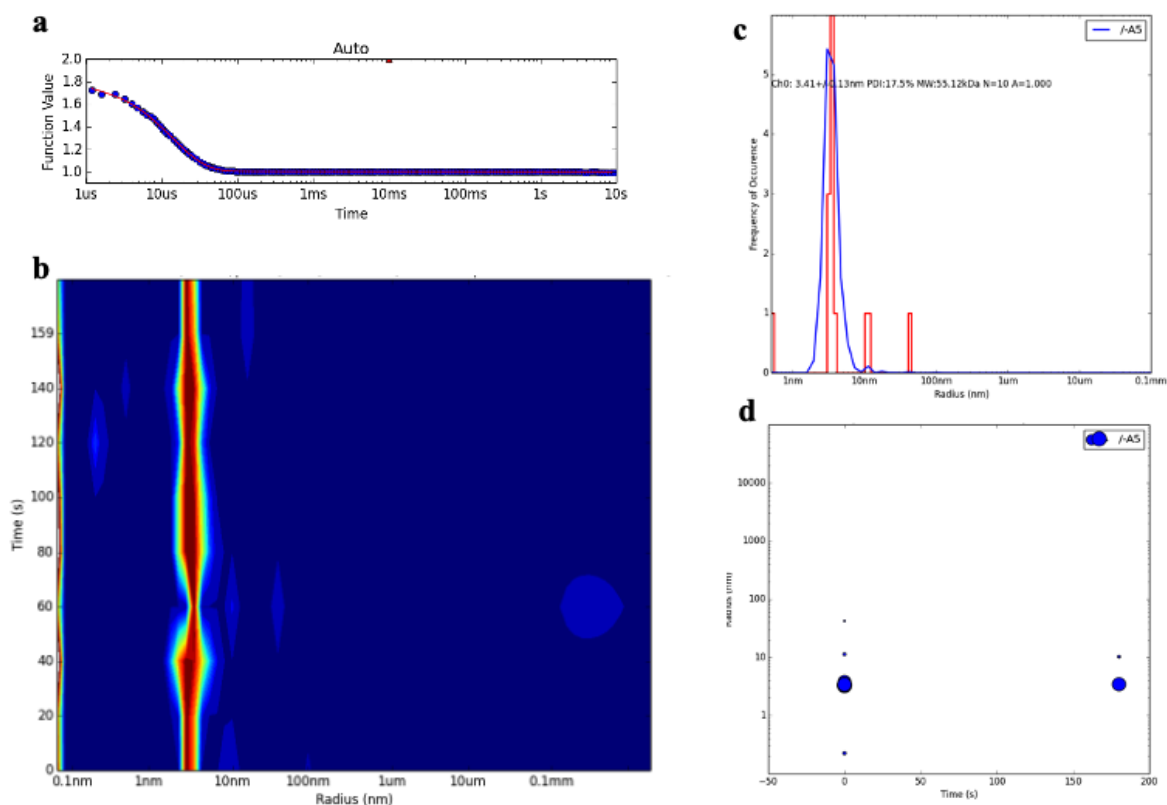 a
Auto
Function Value
2.0
1.8
1.6
1.4
1.2
1.0
1us
10us
100us
1ms
10ms
100ms
1s
10s
Time
b
Time (s)
159
140
120
100
80
60
40
20
0
0.1nm
1nm
10nm
100nm
1um
10um
0.1mm
Radius (nm)
c
/-A5
Ch0: 3.41+/-0.13nm PDI:17.5% MW:55.12kDa N=10 A=1.000
Frequency of Occurence
5
4
3
2
1
0
1nm
10nm
100nm
1um
10um
0.1mm
Radius (nm)
d
/-A5
Radius (nm)
10000
1000
100
10
1
−50
0
50
100
150
200
Time (s)